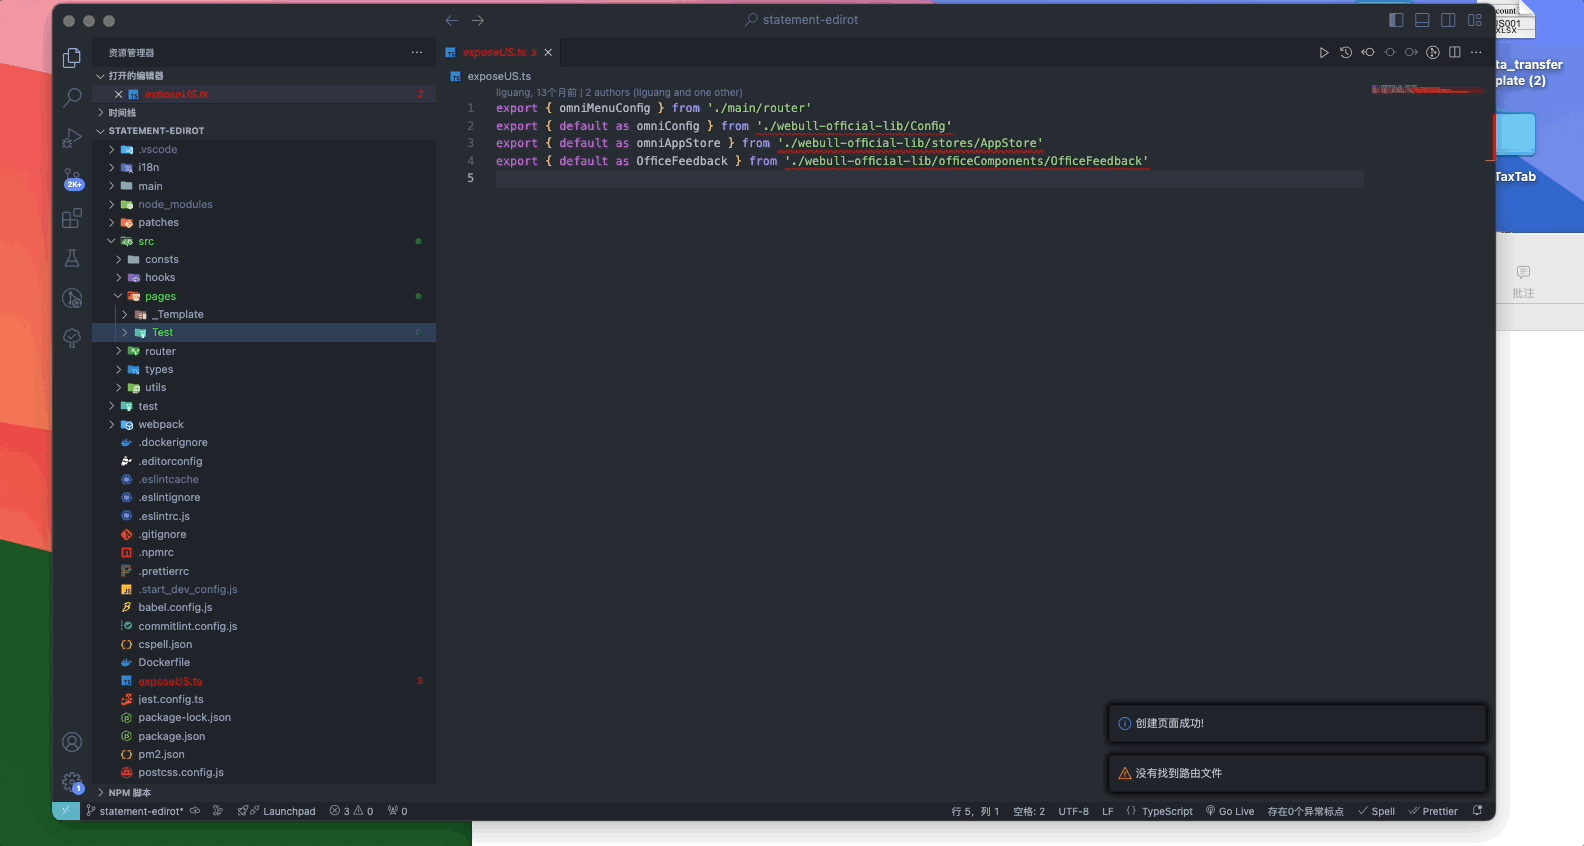 statement-edirot
资源管理器
打开的编辑器
exposeUS.ts 2
时间线
STATEMENT-EDIROT
.vscode
i18n
main
node_modules
patches
src
consts
hooks
pages
_Template
Test
router
types
utils
test
webpack
.dockerignore
.editorconfig
.eslintcache
.eslintignore
.eslintrc.js
.gitignore
.npmrc
.prettierrc
.start_dev_config.js
babel.config.js
commitlint.config.js
cspell.json
Dockerfile
exposeUS.ts 3
jest.config.ts
package-lock.json
package.json
pm2.json
postcss.config.js
NPM 脚本
2K+
1
exposeUS.ts 3
exposeUS.ts
liguang, 13个月前 | 2 authors (liguang and one other)
1 export { omniMenuConfig } from './main/router'
2 export { default as omniConfig } from './webull-official-lib/Config'
3 export { default as omniAppStore } from './webull-official-lib/stores/AppStore'
4 export { default as OfficeFeedback } from './webull-official-lib/officeComponents/OfficeFeedback'
5
创建页面成功!
没有找到路由文件
statement-edirot* Launchpad 3 0 0 行 5，列 1 空格: 2 UTF-8 LF {} TypeScript Go Live 存在0个异常标点 Spell Prettier
count
US001
XLSX
ta_transfer
plate (2)
TaxTab
批注